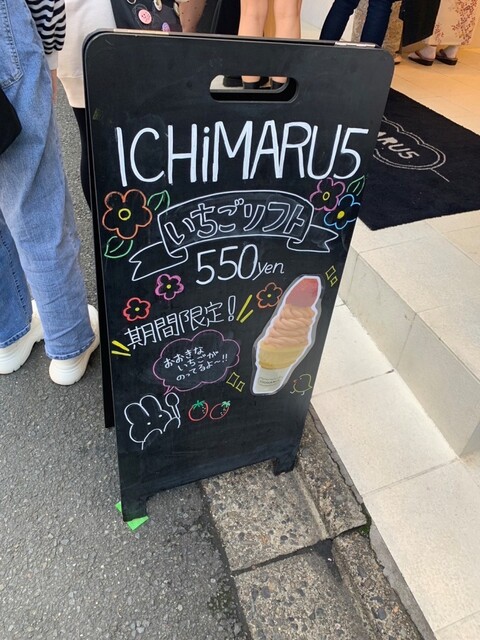 ICHiMARU5
いちごソフト
550yen
期間限定!
おおきな
いちごが
のってるよ〜!!